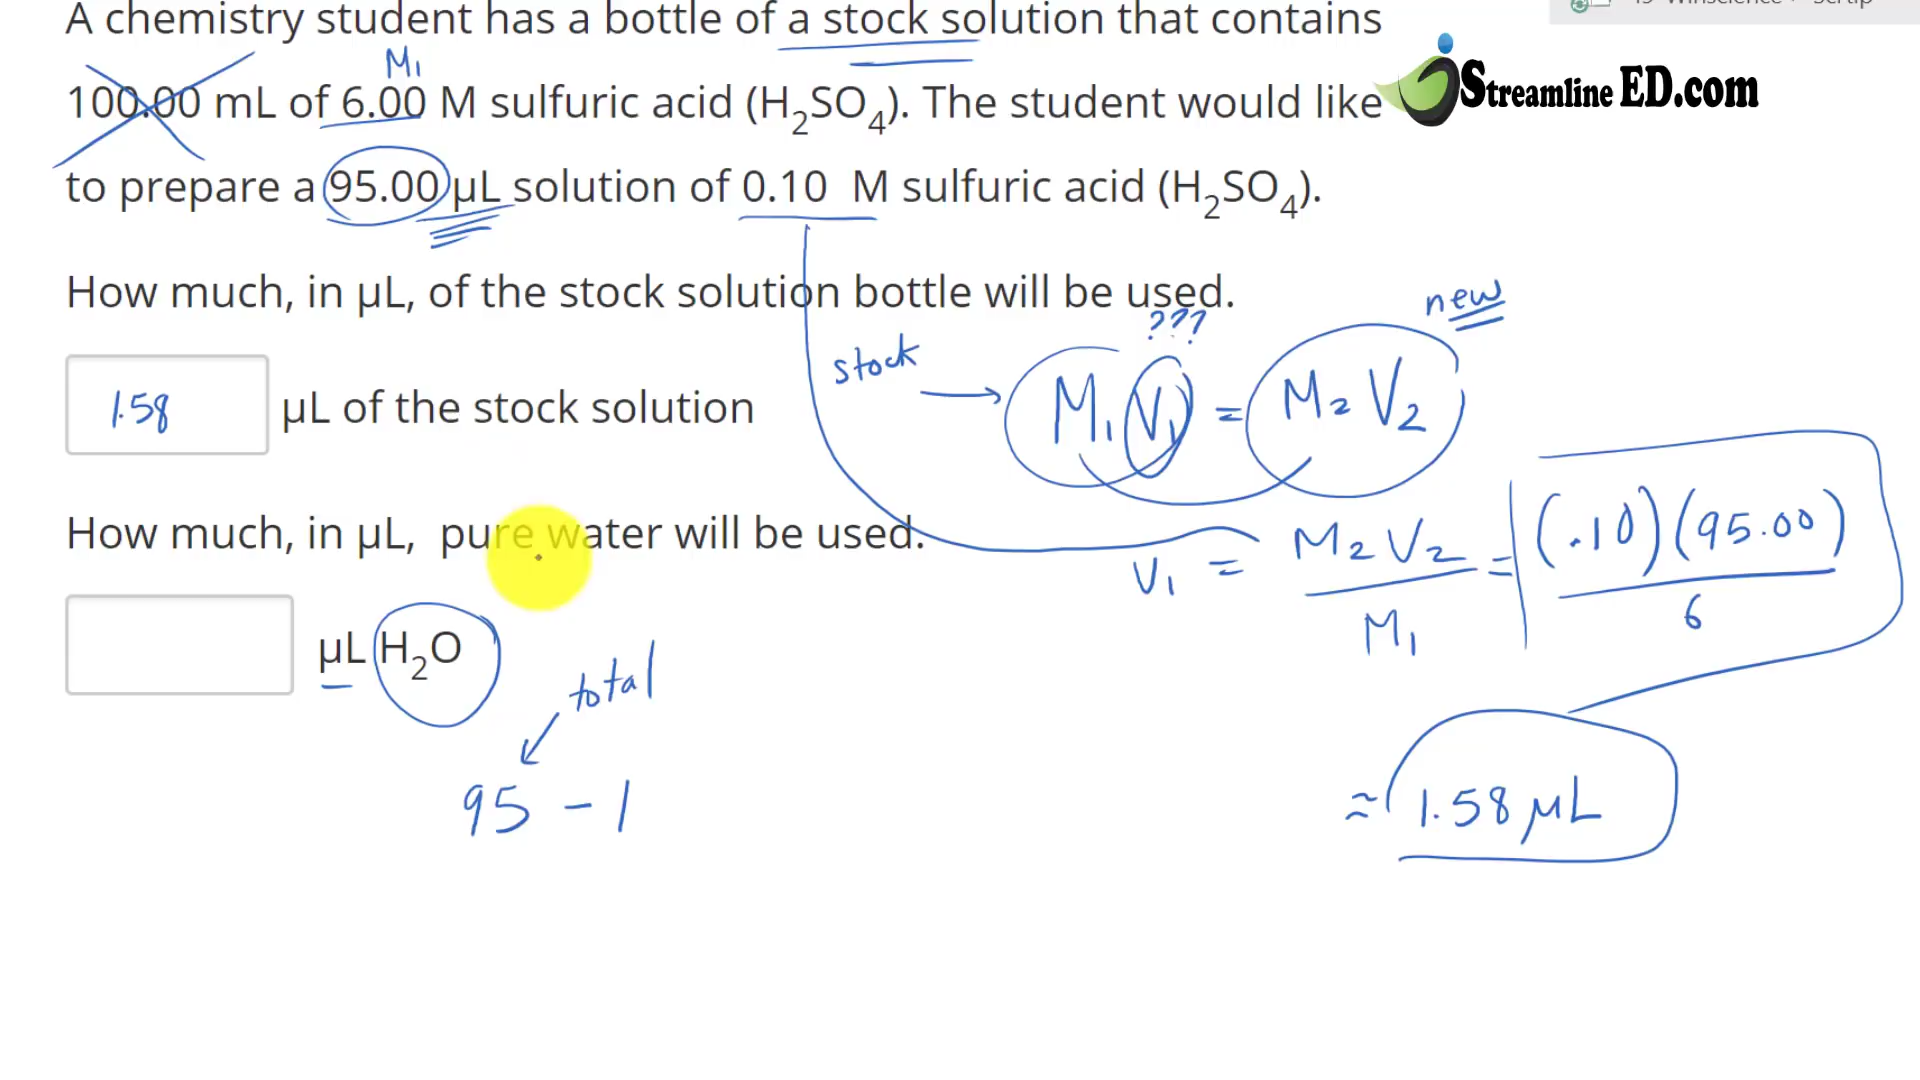 A chemistry student has a bottle of a stock solution that contains
M₁
100.00 mL of 6.00 M sulfuric acid (H₂SO₄). The student would like
Streamline ED.com
to prepare a 95.00 µL solution of 0.10 M sulfuric acid (H₂SO₄).
How much, in µL, of the stock solution bottle will be used.
new
???
stock
M₁V₁ = M₂V₂
1.58 µL of the stock solution
How much, in µL, pure water will be used.
V₁ = M₂V₂/M₁ = (.10)(95.00)/6
µL H₂O
total
95 - 1
≈ 1.58 µL